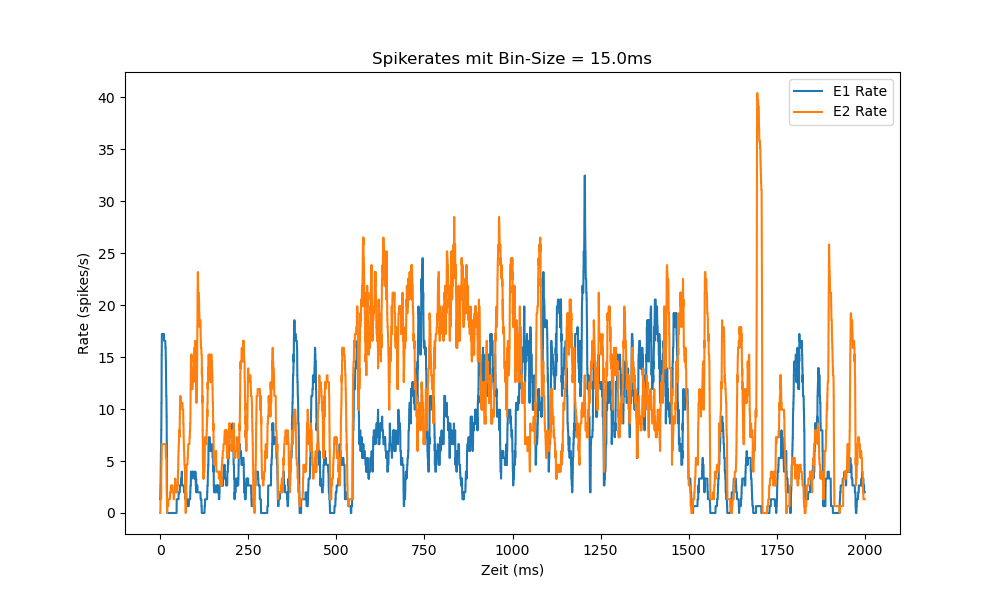 Spikerates mit Bin-Size = 15.0ms
E1 Rate
E2 Rate
40
35
30
25
20
15
10
5
0
Rate (spikes/s)
0 250 500 750 1000 1250 1500 1750 2000
Zeit (ms)